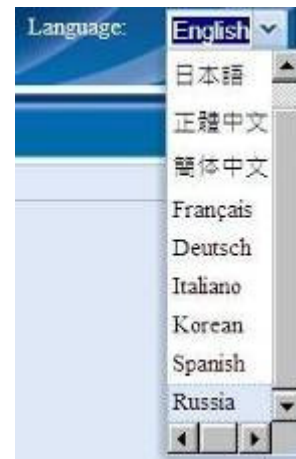 Language: English
日本語
正體中文
簡体中文
Français
Deutsch
Italiano
Korean
Spanish
Russia